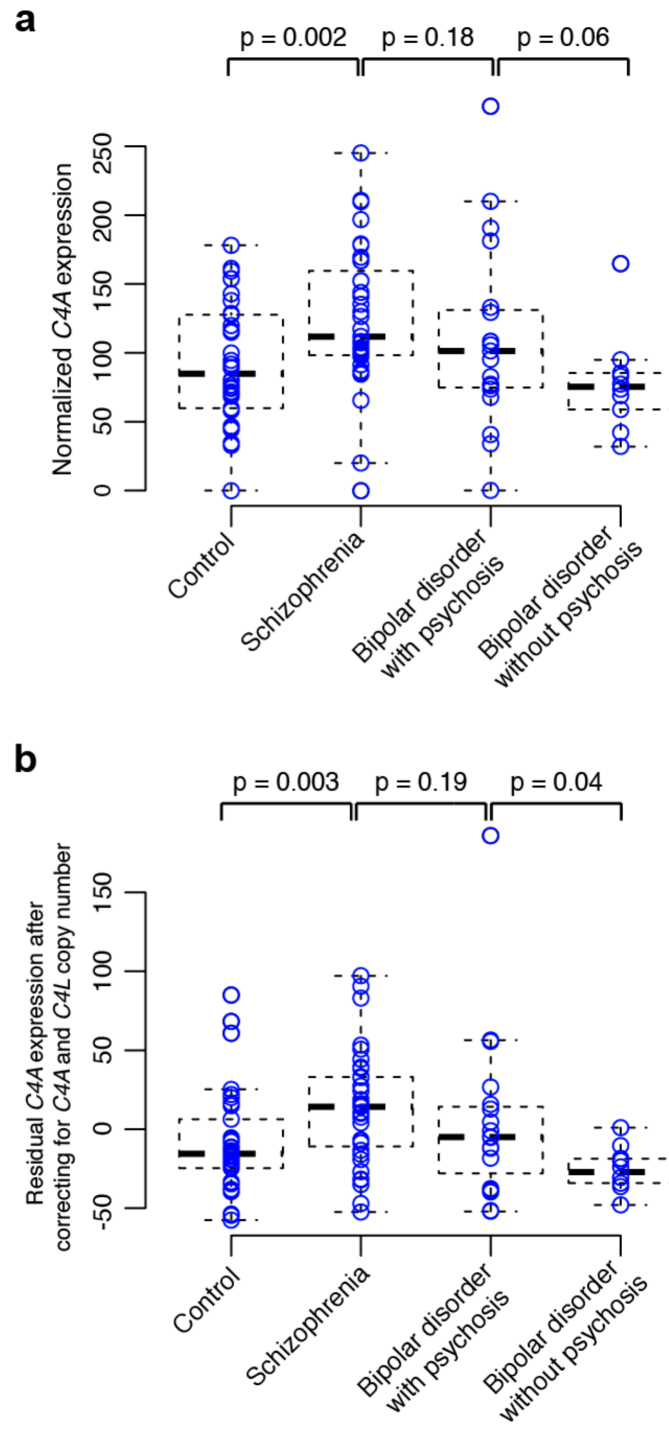 a
p = 0.002 p = 0.18 p = 0.06
Normalized C4A expression
250
200
150
100
50
0
Control
Schizophrenia
Bipolar disorder
with psychosis
Bipolar disorder
without psychosis
b
p = 0.003 p = 0.19 p = 0.04
Residual C4A expression after
correcting for C4A and C4L copy number
150
100
50
0
-50
Control
Schizophrenia
Bipolar disorder
with psychosis
Bipolar disorder
without psychosis